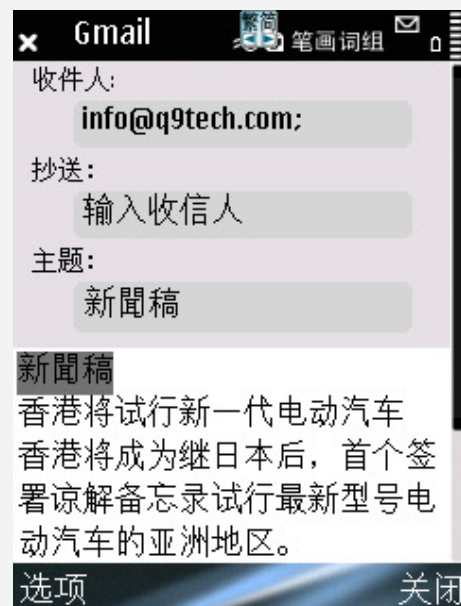 Gmail
繁简
笔画词组
收件人:
info@q9tech.com;
抄送:
输入收信人
主题:
新聞稿
新聞稿
香港将试行新一代电动汽车
香港将成为继日本后，首个签
署谅解备忘录试行最新型号电
动汽车的亚洲地区。
选项
关闭